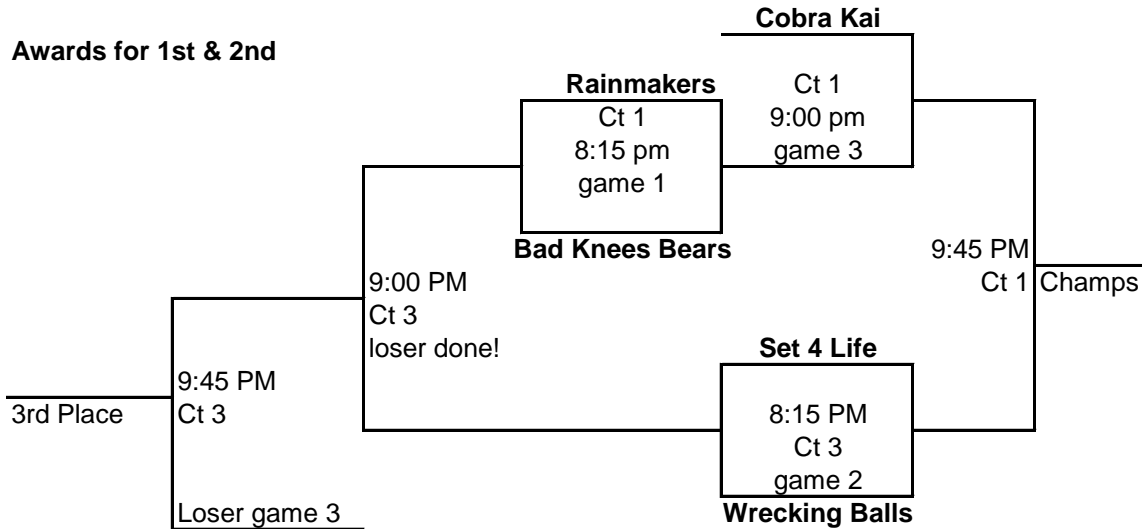 Cobra Kai
Awards for 1st & 2nd
Rainmakers
Ct 1
8:15 pm
game 1
Bad Knees Bears
Ct 1
9:00 pm
game 3
9:45 PM
Ct 1
Champs
9:00 PM
Ct 3
loser done!
Set 4 Life
8:15 PM
Ct 3
game 2
Wrecking Balls
9:45 PM
Ct 3
3rd Place
Loser game 3